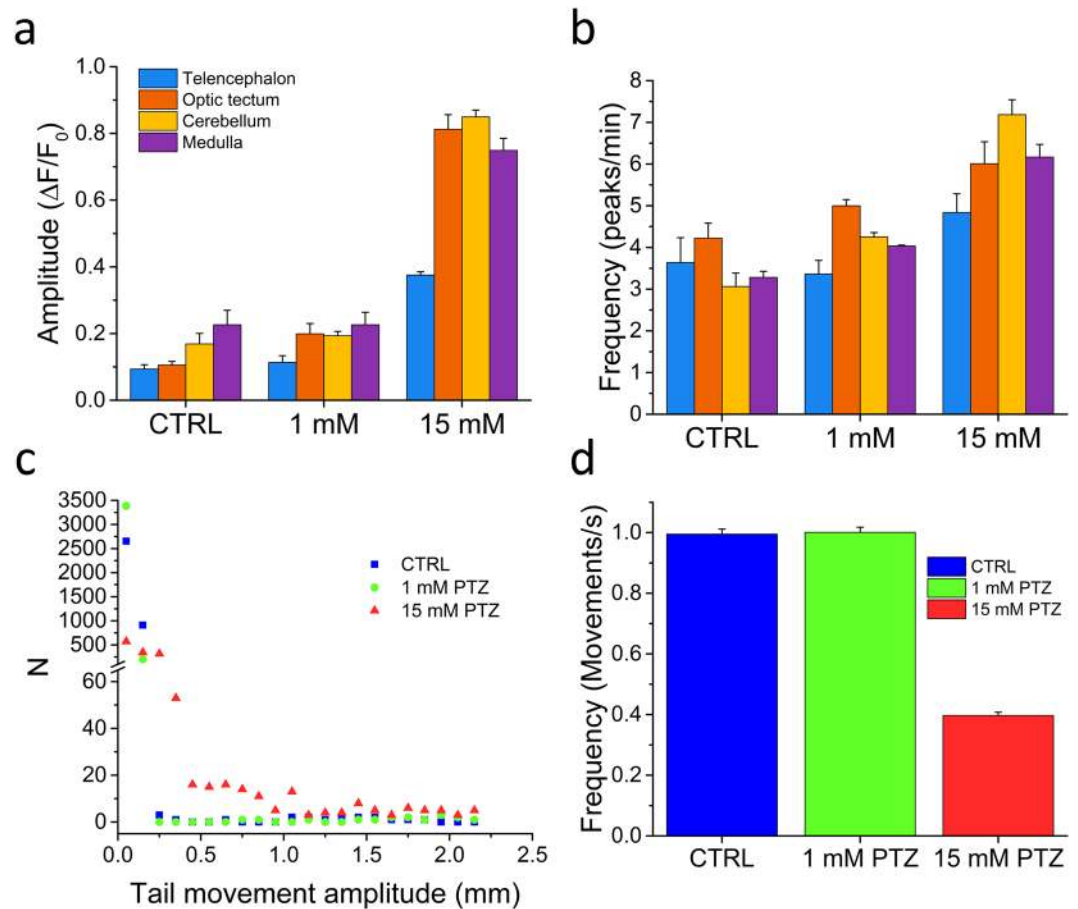 a
1.0
0.8
0.6
0.4
0.2
0.0
Amplitude (ΔF/F₀)
Telencephalon
Optic tectum
Cerebellum
Medulla
CTRL 1 mM 15 mM
b
8
7
6
5
4
3
2
1
0
Frequency (peaks/min)
CTRL 1 mM 15 mM
c
3500
3000
2500
2000
1500
1000
500
60
40
20
0
N
CTRL
1 mM PTZ
15 mM PTZ
0.0 0.5 1.0 1.5 2.0 2.5
Tail movement amplitude (mm)
d
1.0
0.8
0.6
0.4
0.2
0.0
Frequency (Movements/s)
CTRL
1 mM PTZ
15 mM PTZ
CTRL 1 mM PTZ 15 mM PTZ